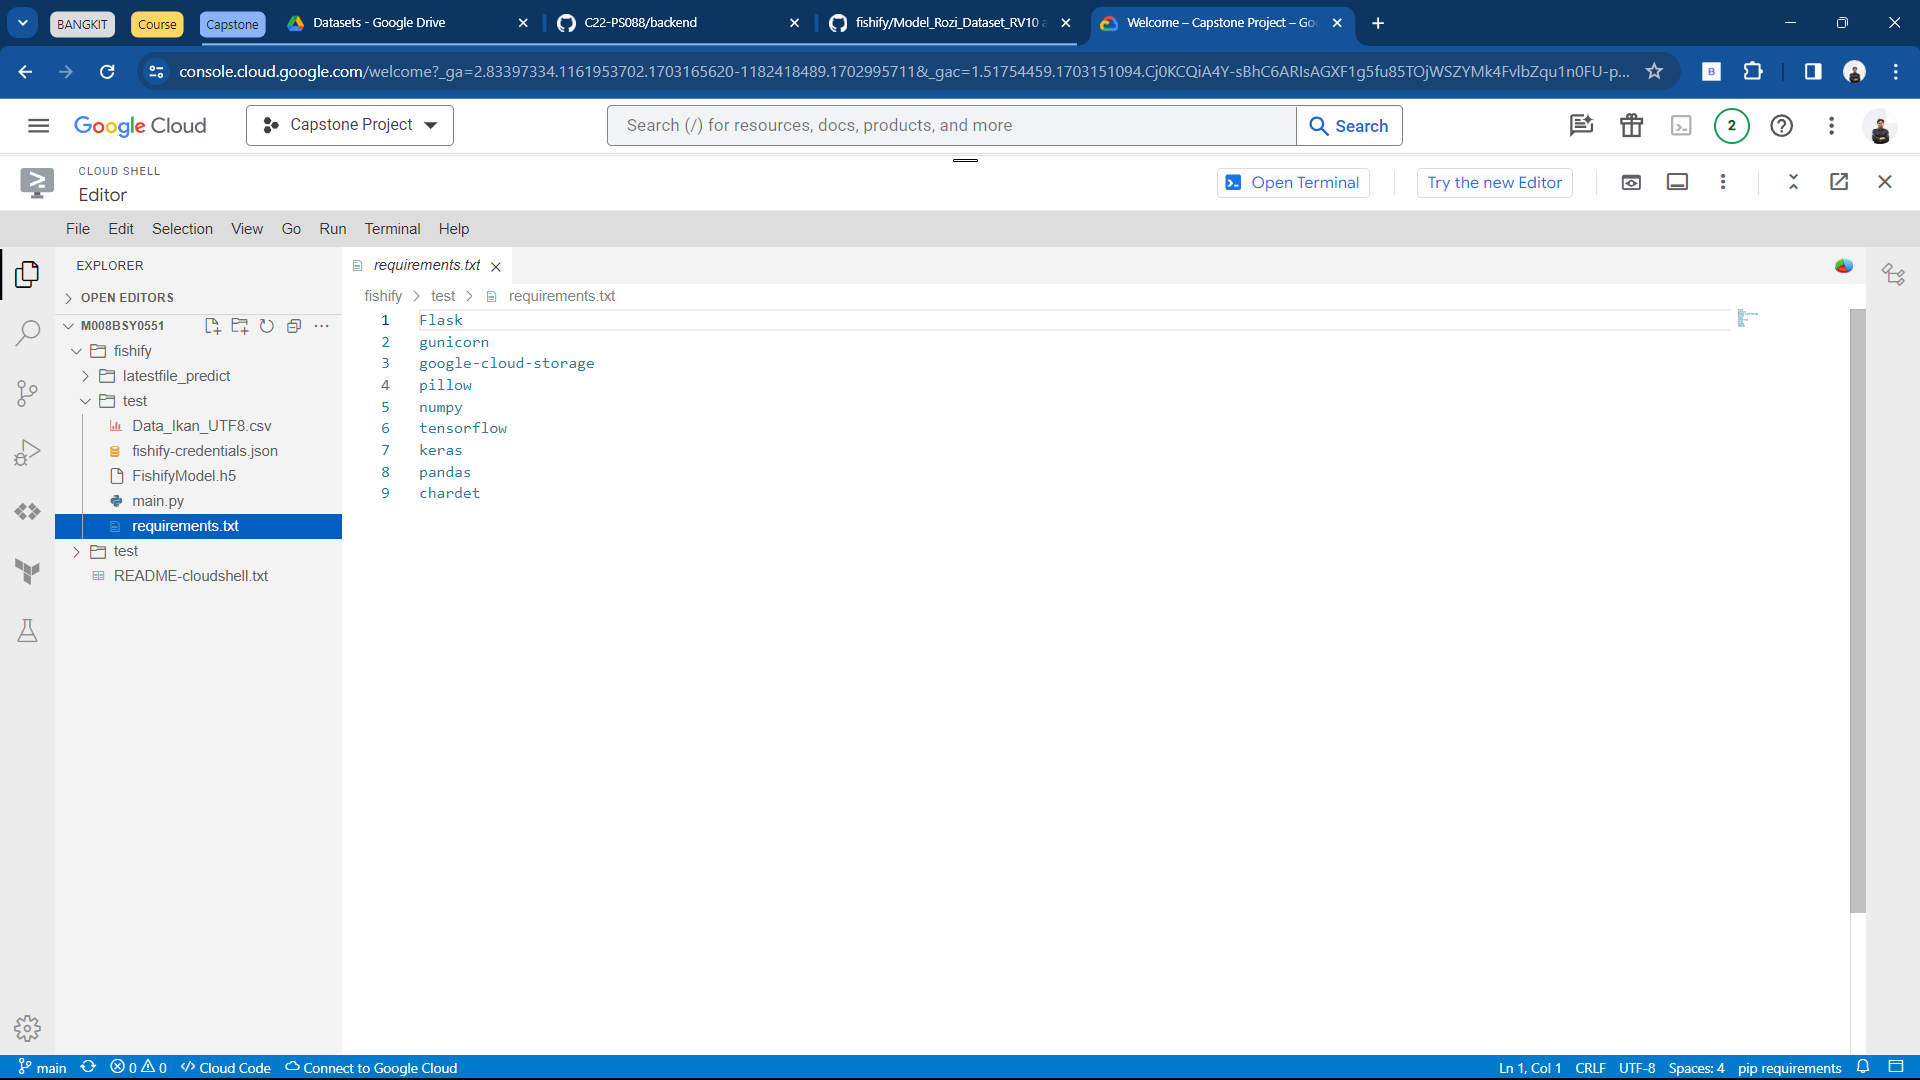 BANGKIT
Course
Capstone
Datasets - Google Drive
C22-PS088/backend
fishify/Model_Rozi_Dataset_RV10 a
Welcome – Capstone Project – Go
console.cloud.google.com/welcome?_ga=2.83397334.1161953702.1703165620-1182418489.1702995711&_gac=1.51754459.1703151094.Cj0KCQiA4Y-sBhC6ARIsAGXF1g5fu85TOjWSZYMk4FvlbZqu1n0FU-p...
B
Google Cloud
Capstone Project
Search (/) for resources, docs, products, and more
Search
2
CLOUD SHELL
Editor
Open Terminal
Try the new Editor
File Edit Selection View Go Run Terminal Help
EXPLORER
OPEN EDITORS
M008BSY0551
fishify
latestfile_predict
test
Data_Ikan_UTF8.csv
fishify-credentials.json
FishifyModel.h5
main.py
requirements.txt
test
README-cloudshell.txt
requirements.txt
fishify > test > requirements.txt
1 Flask
2 gunicorn
3 google-cloud-storage
4 pillow
5 numpy
6 tensorflow
7 keras
8 pandas
9 chardet
main 0 0 Cloud Code Connect to Google Cloud
Ln 1, Col 1 CRLF UTF-8 Spaces: 4 pip requirements